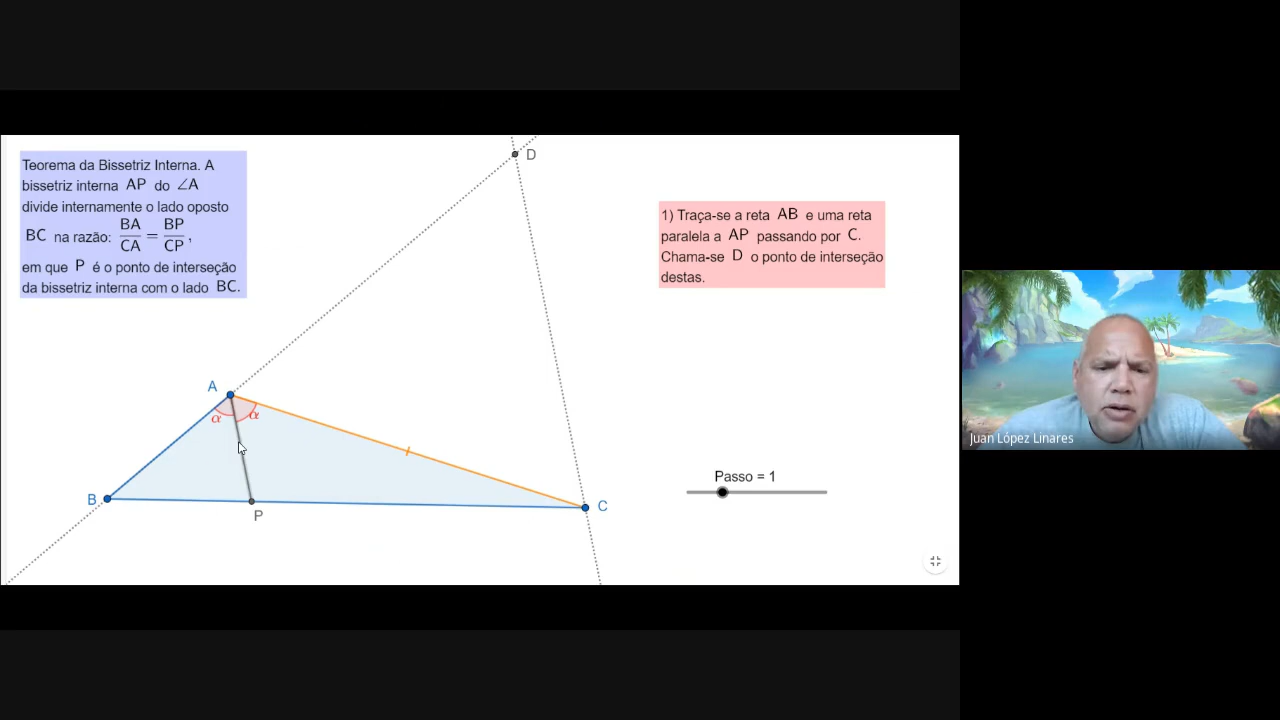 Teorema da Bissetriz Interna. A
bissetriz interna AP do ∠A
divide internamente o lado oposto
BC na razão: BA/CA = BP/CP,
em que P é o ponto de interseção
da bissetriz interna com o lado BC.
D
1) Traça-se a reta AB e uma reta
paralela a AP passando por C.
Chama-se D o ponto de interseção
destas.
A
α α
B
P
C
Passo = 1
Juan López Linares